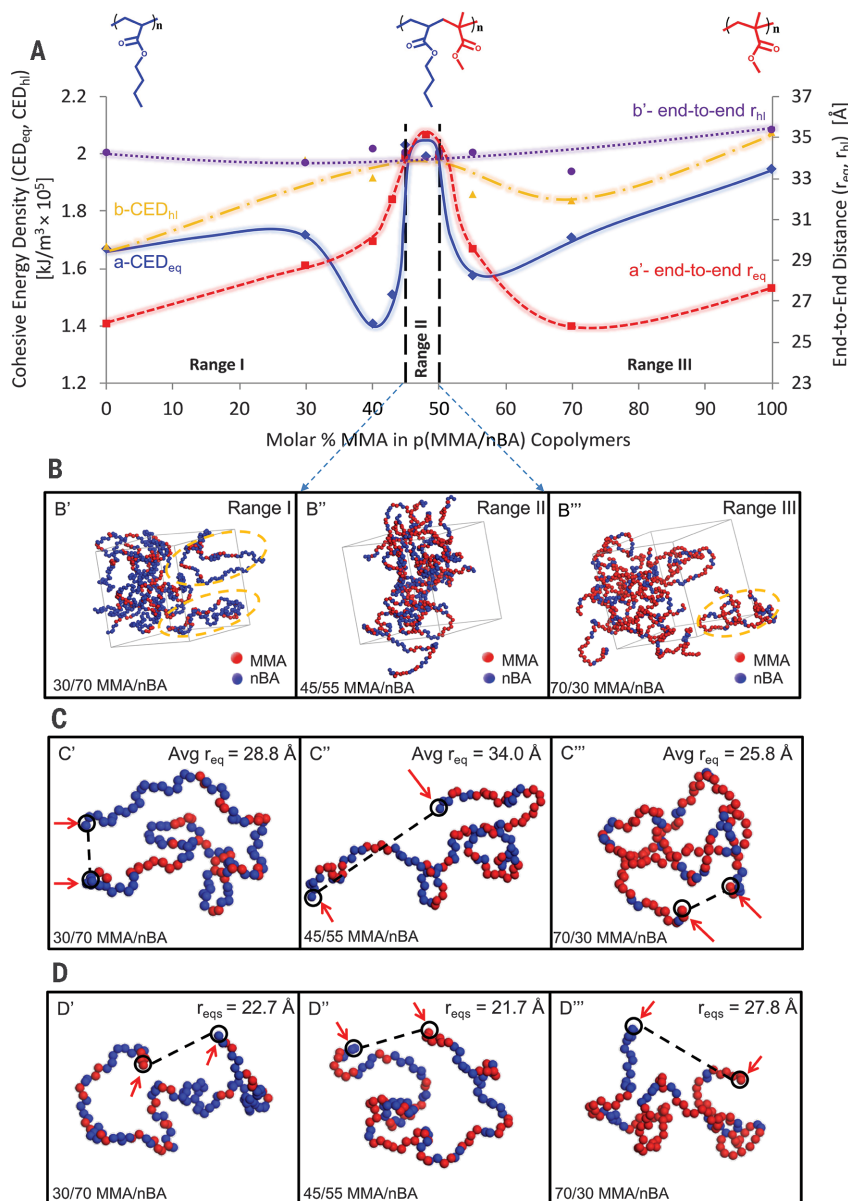 A
( )n
O
O
( )n
O
O
O
O
( )n
O
O
Cohesive Energy Density (CEDeq, CEDhl)
[kJ/m³ × 10⁵]
2.2
2
1.8
1.6
1.4
1.2
b'- end-to-end rhl
b-CEDhl
a-CEDeq
a'- end-to-end req
Range I
Range II
Range III
37
35
33
31
29
27
25
23
End-to-End Distance (req, rhl) [Å]
0 10 20 30 40 50 60 70 80 90 100
Molar % MMA in p(MMA/nBA) Copolymers
B
B' Range I
MMA
nBA
30/70 MMA/nBA
B'' Range II
MMA
nBA
45/55 MMA/nBA
B''' Range III
MMA
nBA
70/30 MMA/nBA
C
C' Avg req = 28.8 Å
30/70 MMA/nBA
C'' Avg req = 34.0 Å
45/55 MMA/nBA
C''' Avg req = 25.8 Å
70/30 MMA/nBA
D
D' reqs = 22.7 Å
30/70 MMA/nBA
D'' reqs = 21.7 Å
45/55 MMA/nBA
D''' reqs = 27.8 Å
70/30 MMA/nBA